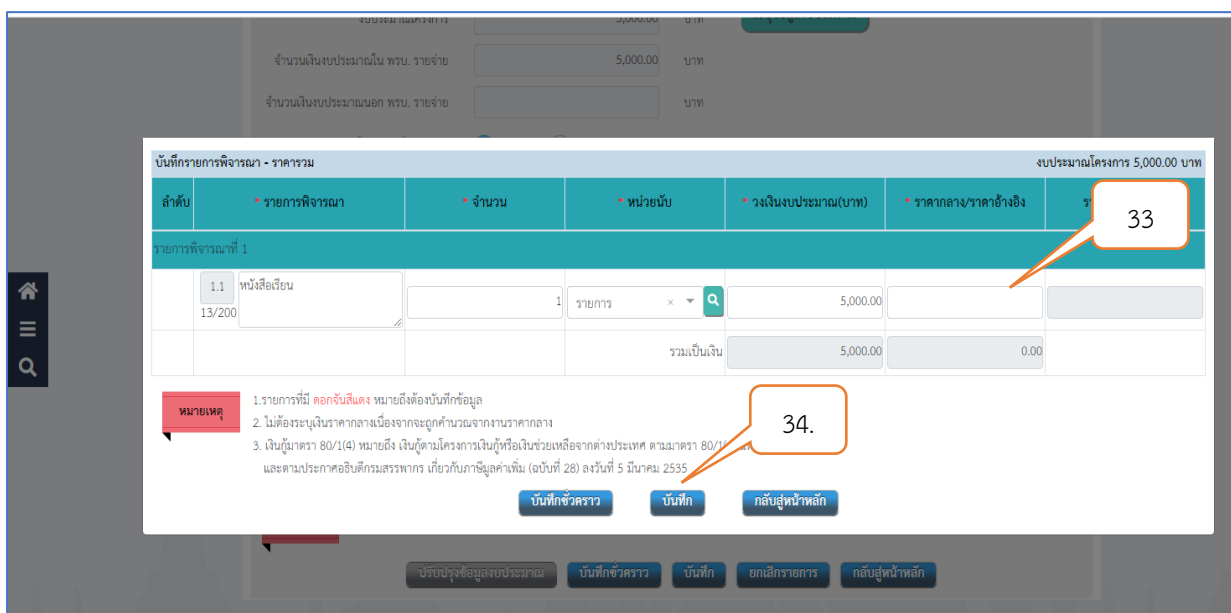 งบประมาณโครงการ 5,000.00 บาท
จำนวนเงินงบประมาณใน พรบ. รายจ่าย 5,000.00 บาท
จำนวนเงินงบประมาณนอก พรบ. รายจ่าย บาท
บันทึกรายการพิจารณา - ราคารวม งบประมาณโครงการ 5,000.00 บาท
ลำดับ * รายการพิจารณา * จำนวน * หน่วยนับ * วงเงินงบประมาณ(บาท) * ราคากลาง/ราคาอ้างอิง
33
รายการพิจารณาที่ 1
1.1 หนังสือเรียน 1 รายการ × 5,000.00
13/200
รวมเป็นเงิน 5,000.00 0.00
หมายเหตุ
1.รายการที่มี ดอกจันสีแดง หมายถึงต้องบันทึกข้อมูล
2. ไม่ต้องระบุเงินราคากลางเนื่องจากจะถูกคำนวณจากงานราคากลาง
34.
3. เงินกู้มาตรา 80/1(4) หมายถึง เงินกู้ตามโครงการเงินกู้หรือเงินช่วยเหลือจากต่างประเทศ ตามมาตรา 80/1
และตามประกาศอธิบดีกรมสรรพากร เกี่ยวกับภาษีมูลค่าเพิ่ม (ฉบับที่ 28) ลงวันที่ 5 มีนาคม 2535
บันทึกชั่วคราว บันทึก กลับสู่หน้าหลัก
ปรับปรุงข้อมูลงบประมาณ บันทึกชั่วคราว บันทึก ยกเลิกรายการ กลับสู่หน้าหลัก